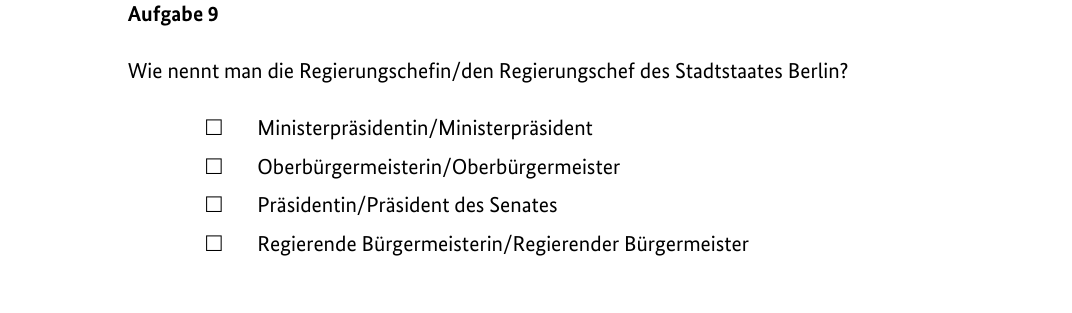 Aufgabe 9
Wie nennt man die Regierungschefin/den Regierungschef des Stadtstaates Berlin?
☐ Ministerpräsidentin/Ministerpräsident
☐ Oberbürgermeisterin/Oberbürgermeister
☐ Präsidentin/Präsident des Senates
☐ Regierende Bürgermeisterin/Regierender Bürgermeister